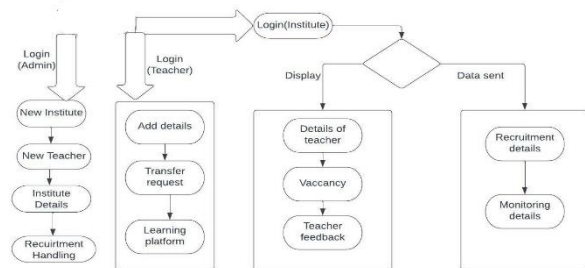 Login(Institute)
Login
(Admin)
Login
(Teacher)
Display
Data sent
New Institute
New Teacher
Institute
Details
Recuirtment
Handling
Add details
Transfer
request
Learning
platform
Details of
teacher
Vaccancy
Teacher
feedback
Recruitment
details
Monitoring
details